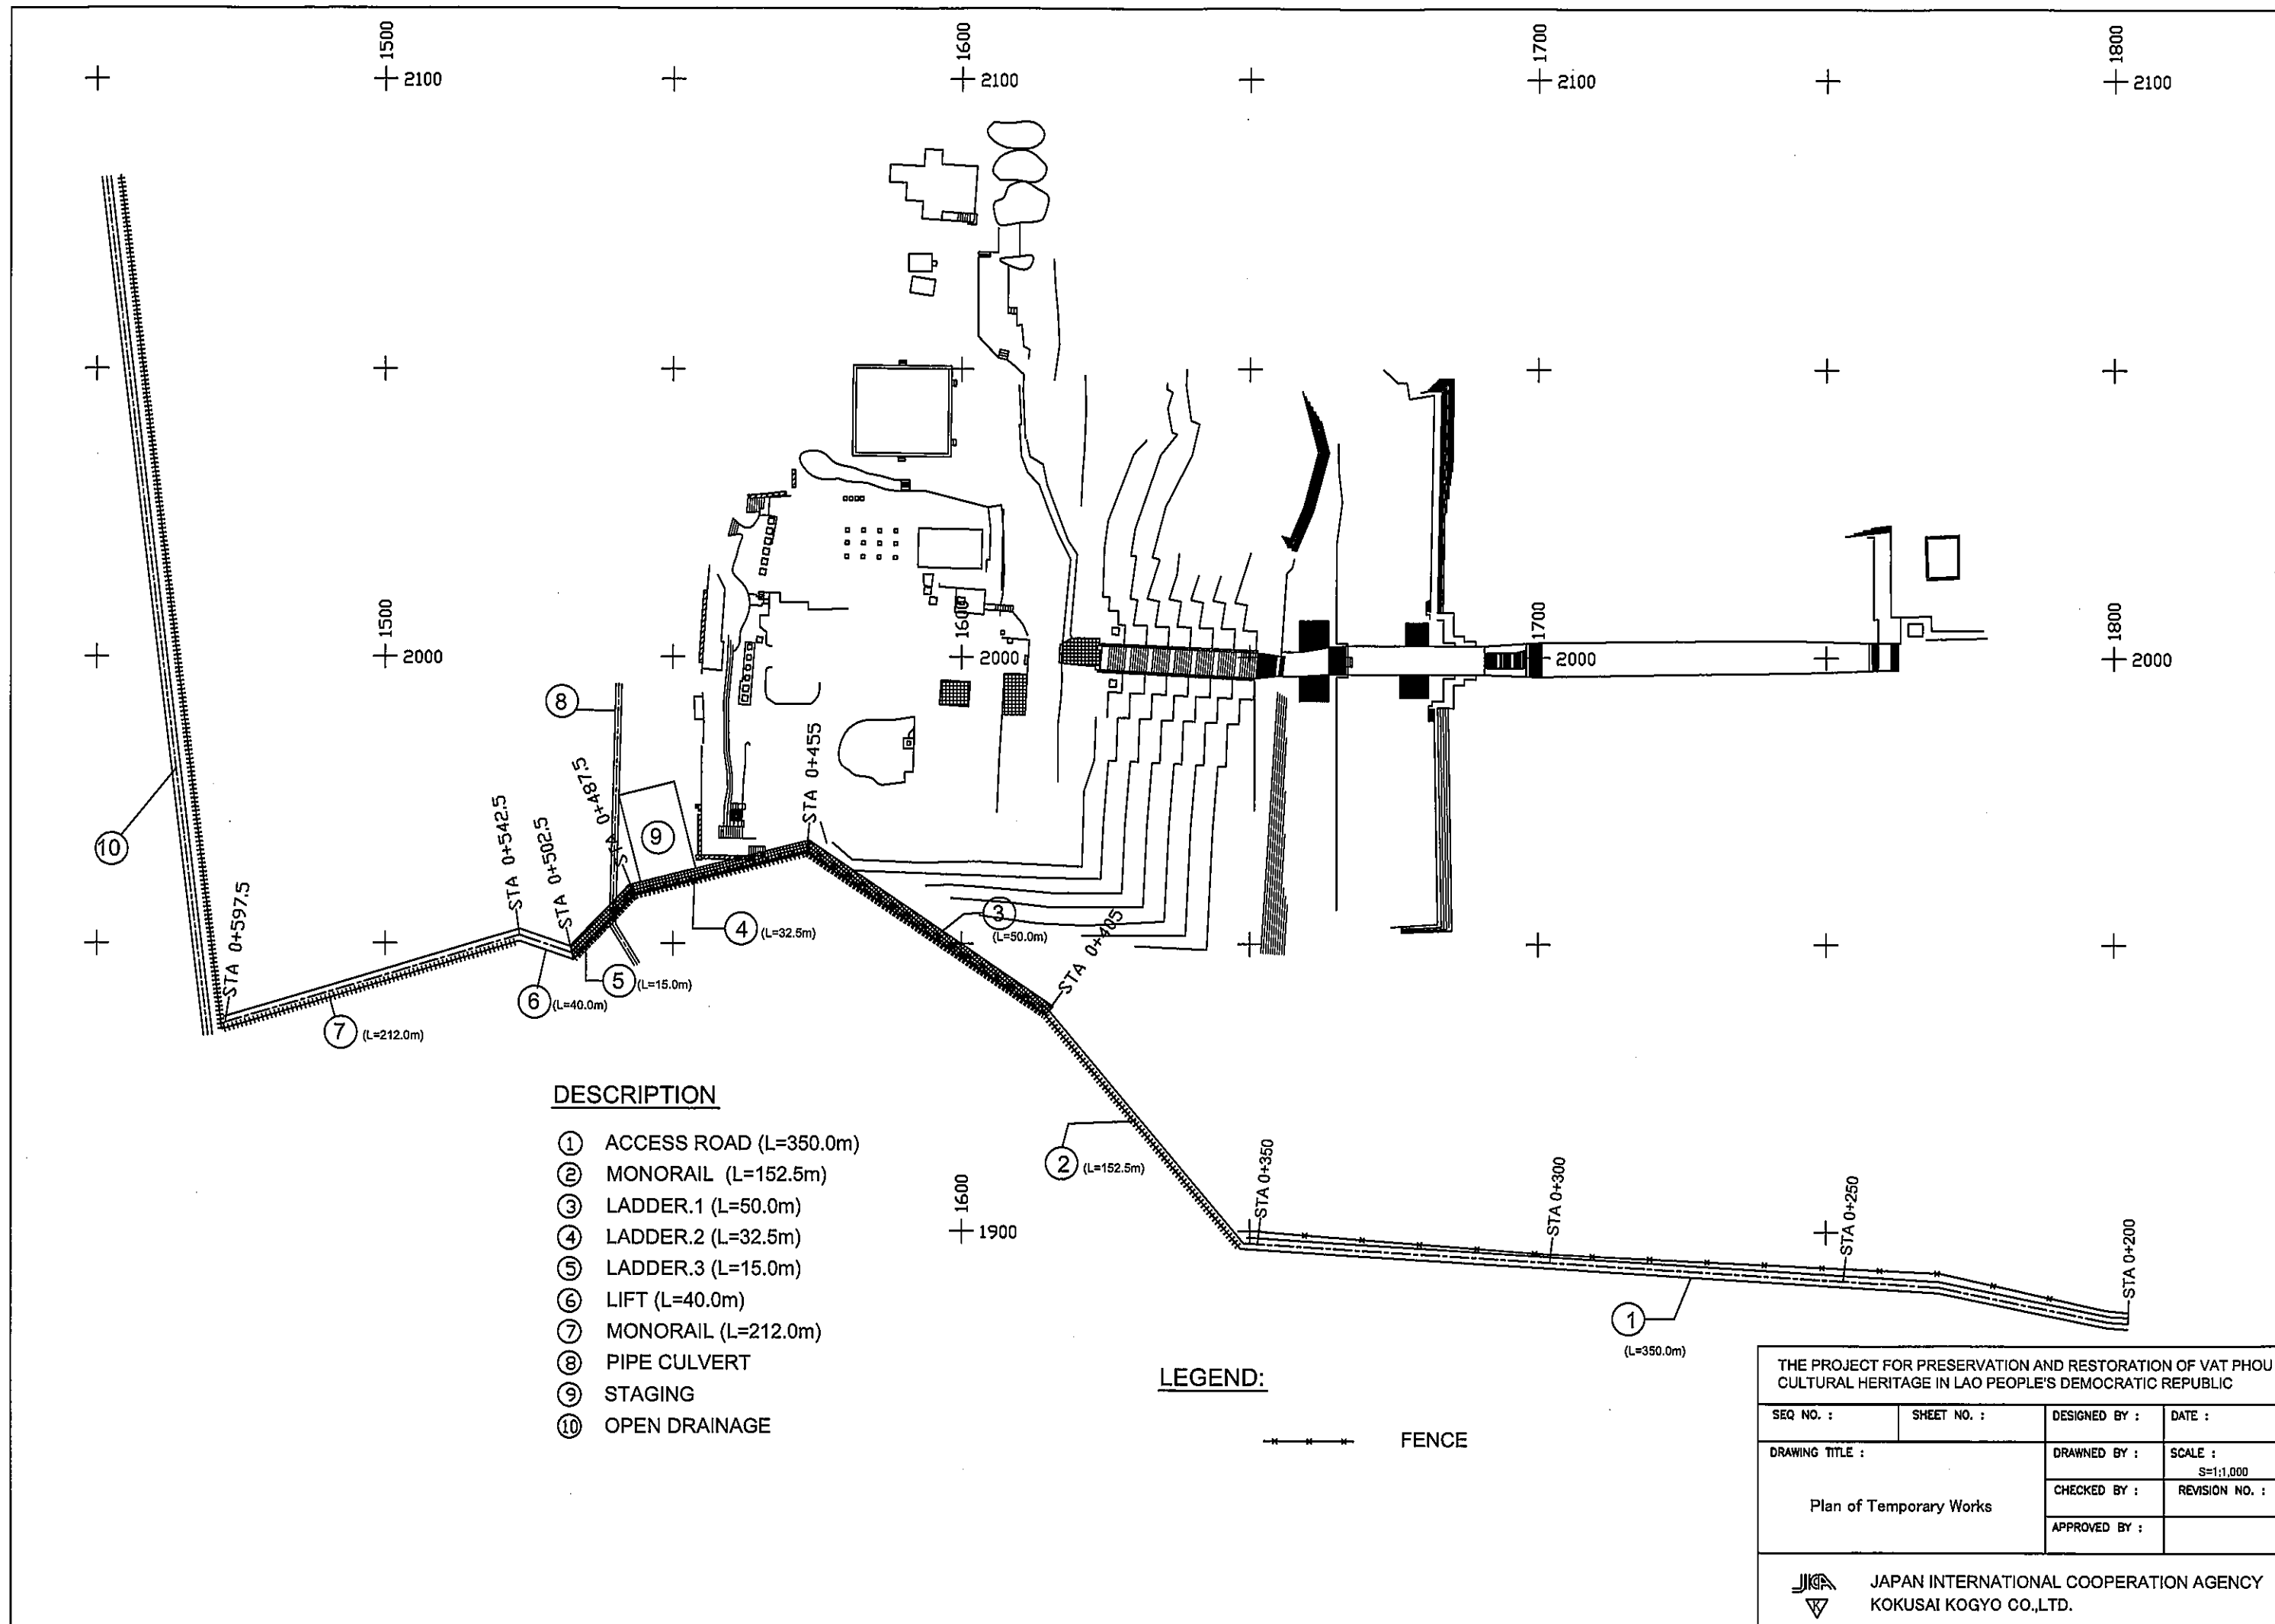 1500
2100
1600
2100
1700
2100
1800
2100
1500
2000
1600
2000
1700
2000
1800
2000
8
STA 0+455
STA 0+487.5
STA 0+542.5
STA 0+502.5
9
10
STA 0+597.5
3
(L=50.0m)
4 (L=32.5m)
STA 0+405
5 (L=15.0m)
6 (L=40.0m)
7 (L=212.0m)
2 (L=152.5m)
1600
1900
STA 0+350
STA 0+300
STA 0+250
STA 0+200
1
(L=350.0m)
DESCRIPTION
1 ACCESS ROAD (L=350.0m)
2 MONORAIL (L=152.5m)
3 LADDER.1 (L=50.0m)
4 LADDER.2 (L=32.5m)
5 LADDER.3 (L=15.0m)
6 LIFT (L=40.0m)
7 MONORAIL (L=212.0m)
8 PIPE CULVERT
9 STAGING
10 OPEN DRAINAGE
LEGEND:
FENCE
THE PROJECT FOR PRESERVATION AND RESTORATION OF VAT PHOU
CULTURAL HERITAGE IN LAO PEOPLE'S DEMOCRATIC REPUBLIC
SEQ NO. : SHEET NO. : DESIGNED BY : DATE :
DRAWING TITLE : DRAWNED BY : SCALE :
S=1:1,000
Plan of Temporary Works
CHECKED BY : REVISION NO. :
APPROVED BY :
JICA JAPAN INTERNATIONAL COOPERATION AGENCY
KOKUSAI KOGYO CO.,LTD.